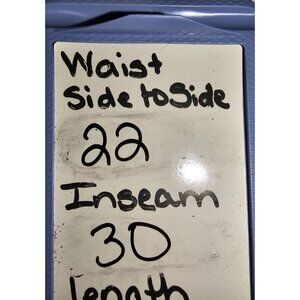 Waist
Side to Side
22
Inseam
30
length